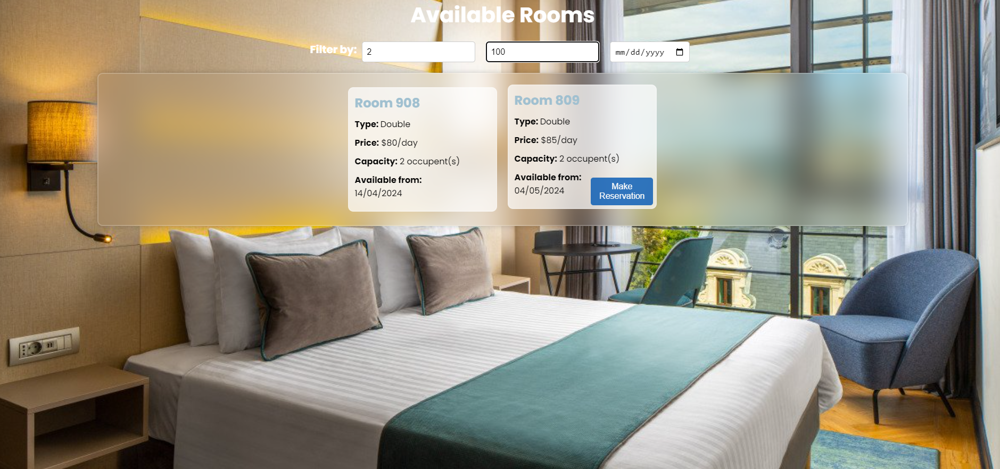 Available Rooms
Filter by: 2 100 mm/dd/yyyy
Room 908
Type: Double
Price: $80/day
Capacity: 2 occupent(s)
Available from:
14/04/2024
Room 809
Type: Double
Price: $85/day
Capacity: 2 occupent(s)
Available from:
04/05/2024
Make
Reservation